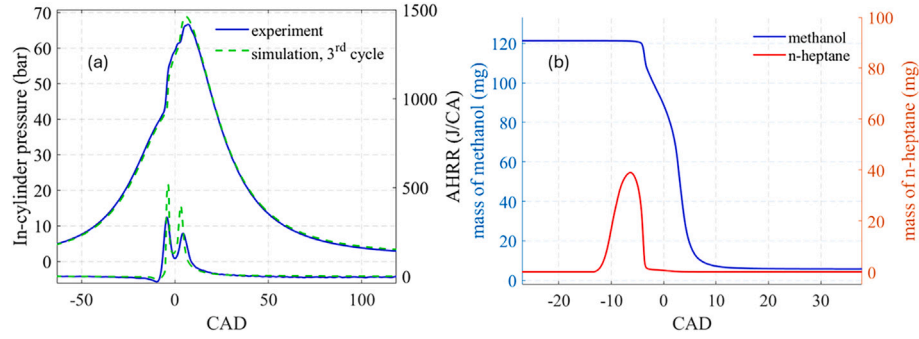 70
60
50
40
30
20
10
0
In-cylinder pressure (bar)
(a)
experiment
simulation, 3rd cycle
1500
1000
500
0
AHRR (J/CA)
-50
0
50
100
CAD
120
100
80
60
40
20
0
mass of methanol (mg)
(b)
methanol
n-heptane
100
80
60
40
20
0
mass of n-heptane (mg)
-20
-10
0
10
20
30
CAD